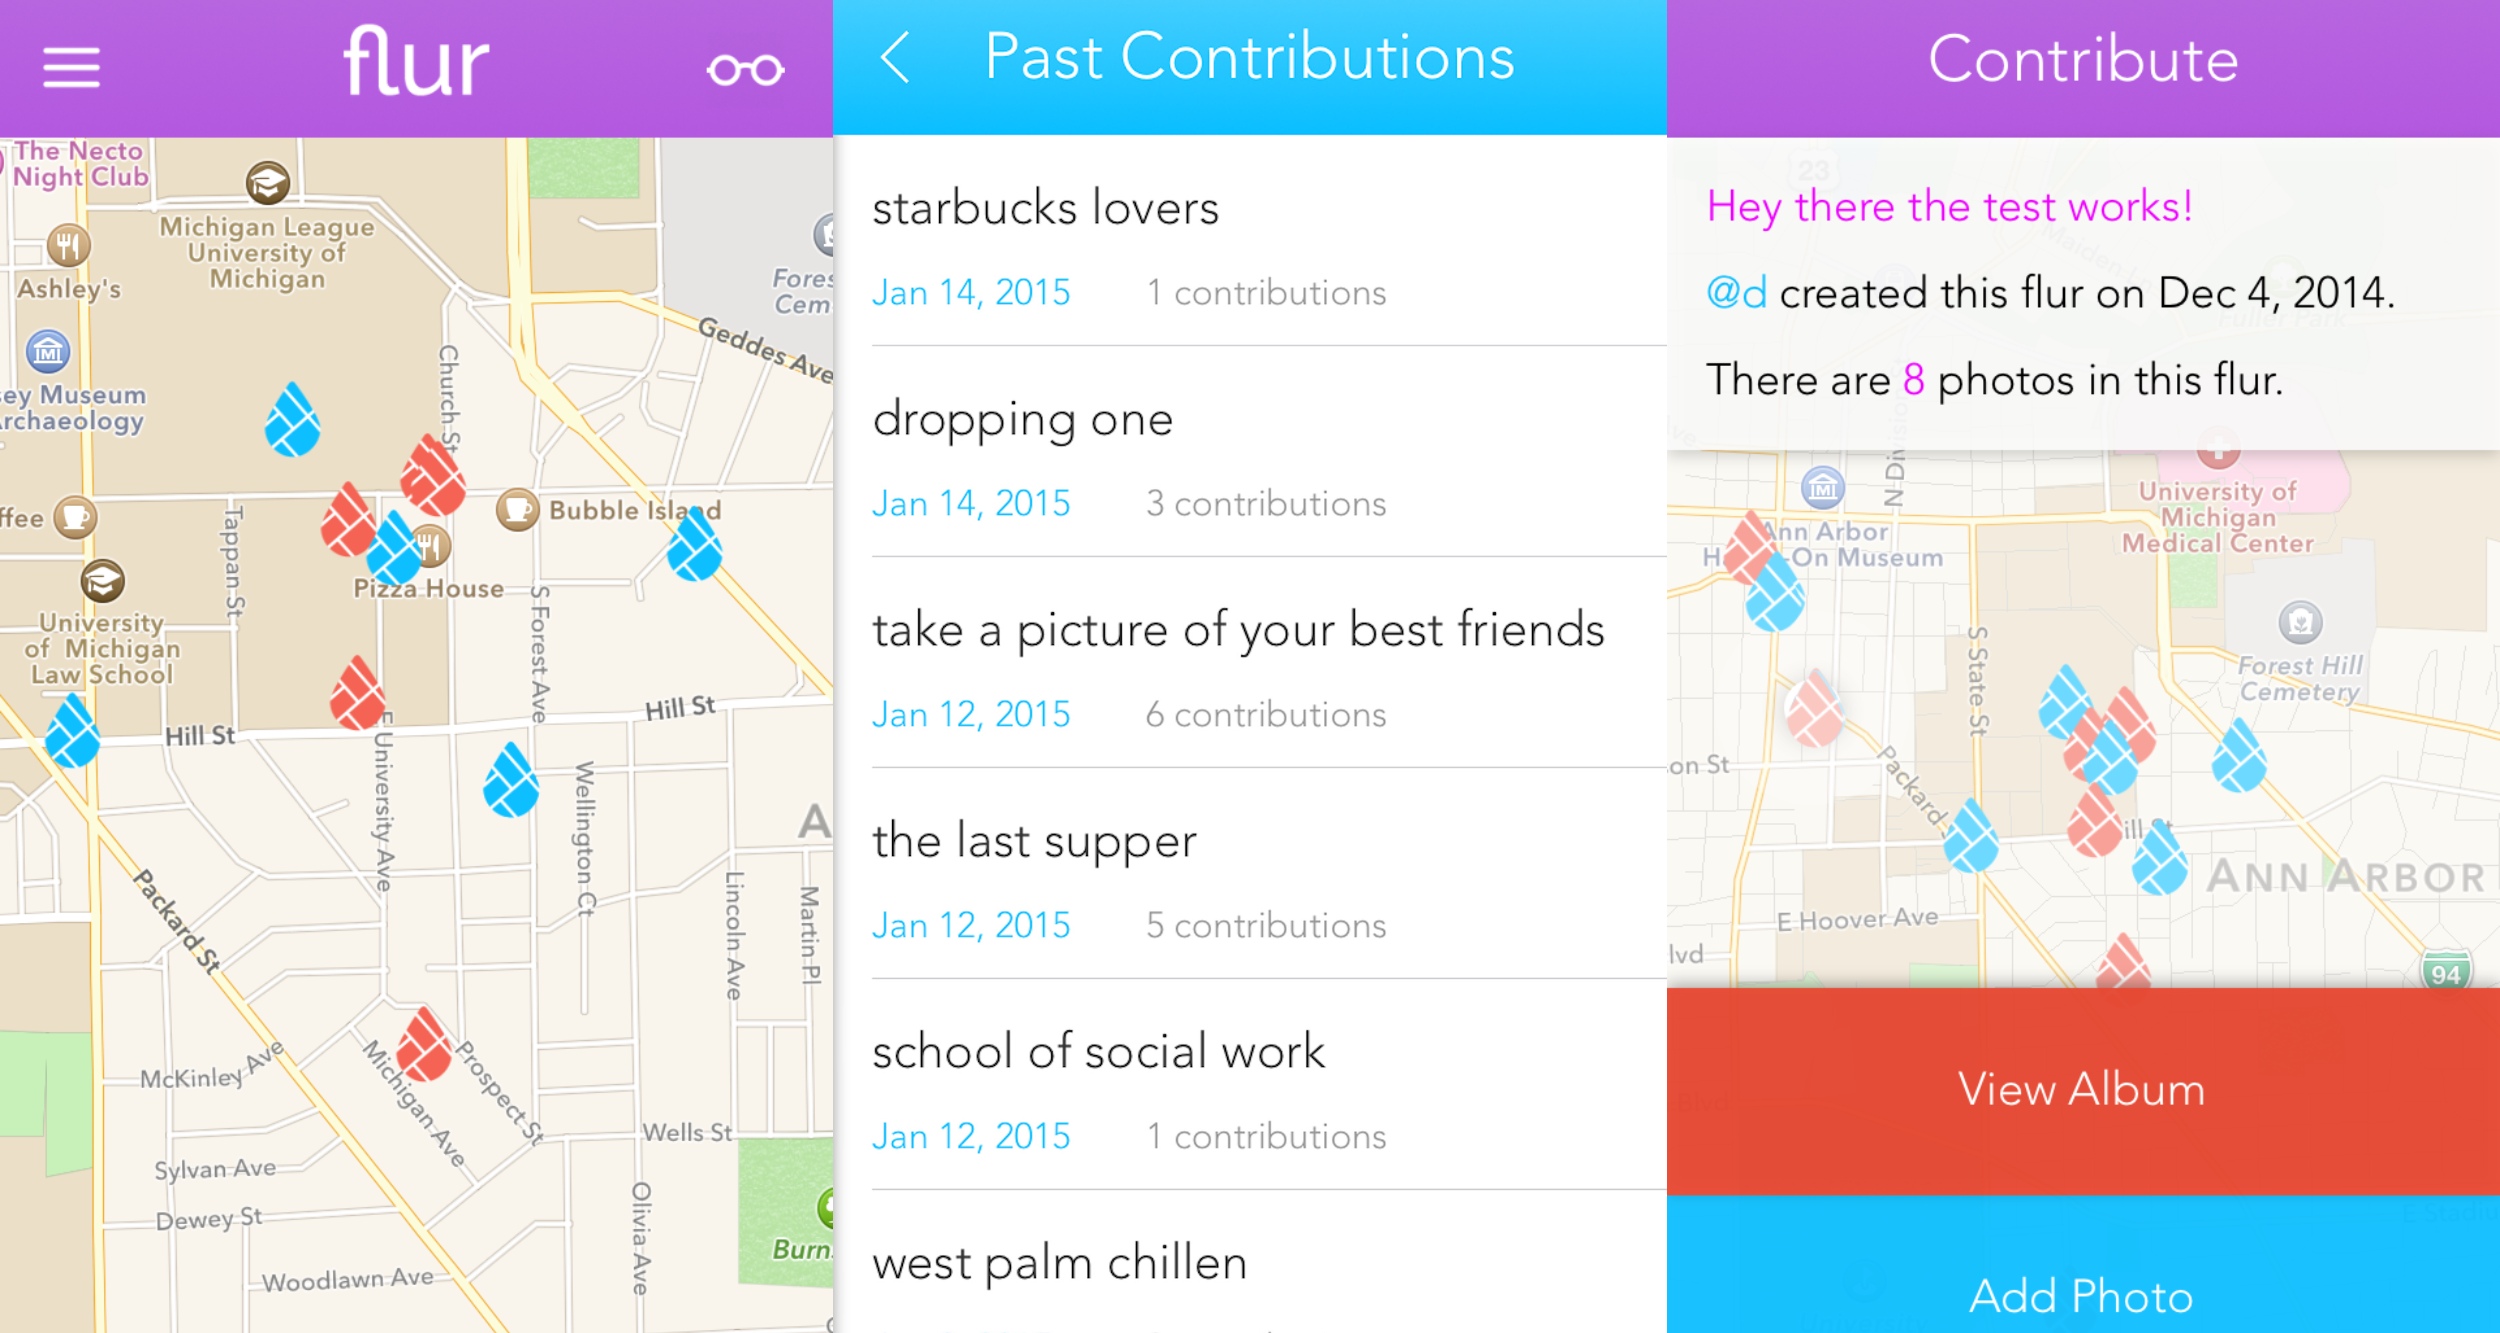 flur
The Necto
Night Club
Michigan League
University of
Michigan
Ashley's
Geddes Ave
Church St
Museum
Bubble Island
Tappan St
Pizza House
University
of Michigan
Law School
S Forest Ave
Hill St
Hill St
E University Ave
Wellington Ct
Packard St
Lincoln Ave
Martin Pl
McKinley Ave
Michigan Ave
Prospect St
Wells St
Sylvan Ave
Dewey St
Olivia Ave
Woodlawn Ave
Past Contributions
starbucks lovers
Jan 14, 2015 1 contributions
dropping one
Jan 14, 2015 3 contributions
take a picture of your best friends
Jan 12, 2015 6 contributions
the last supper
Jan 12, 2015 5 contributions
school of social work
Jan 12, 2015 1 contributions
west palm chillen
Contribute
23
Hey there the test works!
@d created this flur on Dec 4, 2014.
There are 8 photos in this flur.
University of
Michigan
Medical Center
Ann Arbor
-On Museum
S State St
Forest Hill
Cemetery
on St
Packard
ANN ARBOR
E Hoover Ave
lvd
94
View Album
Add Photo